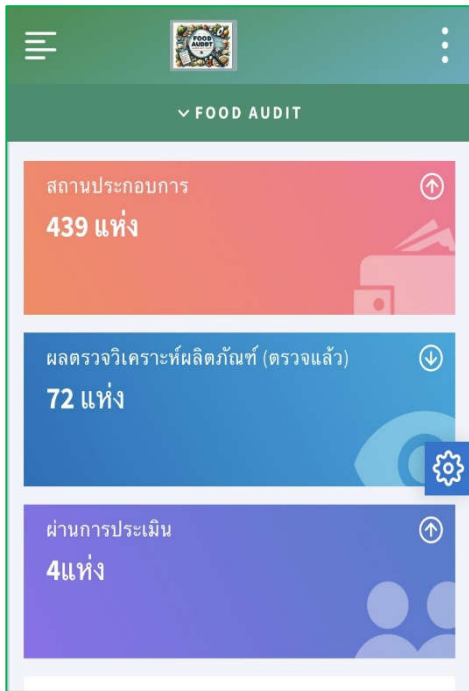 FOOD
AUDIT
FOOD AUDIT
สถานประกอบการ
439 แห่ง
ผลตรวจวิเคราะห์ผลิตภัณฑ์ (ตรวจแล้ว)
72 แห่ง
ผ่านการประเมิน
4แห่ง